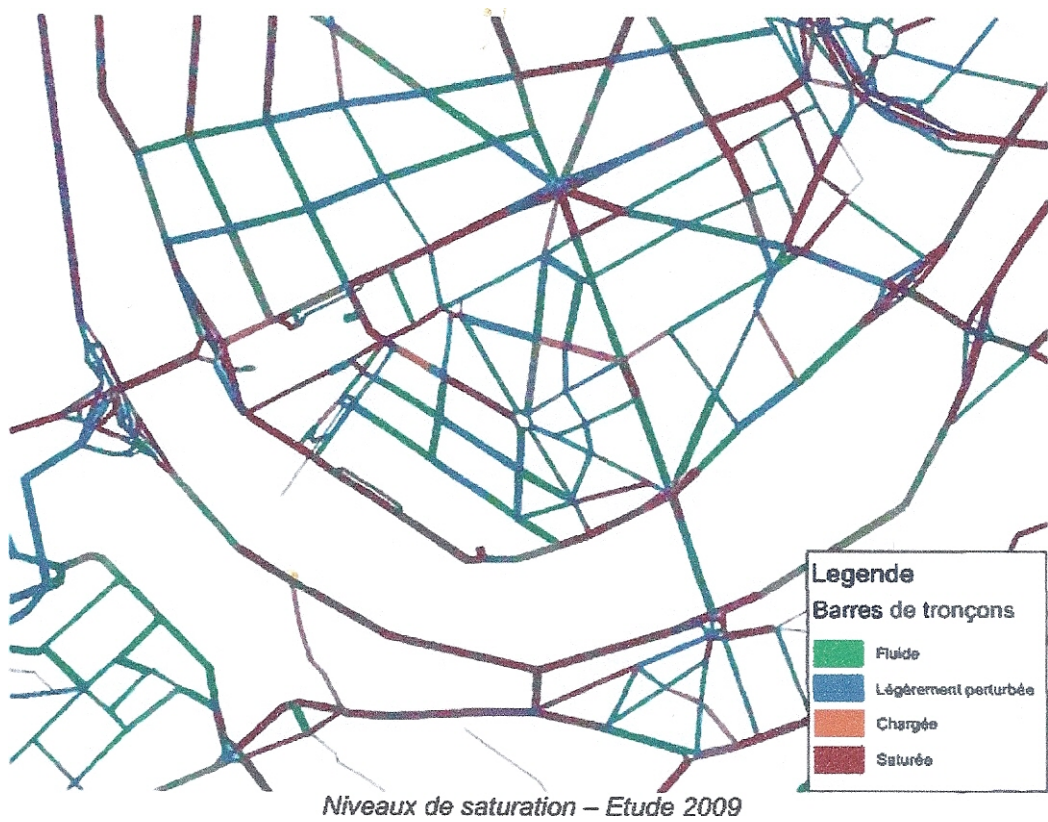 Legende
Barres de tronçons
Fluide
Légèrement perturbée
Chargée
Saturée
Niveaux de saturation – Etude 2009